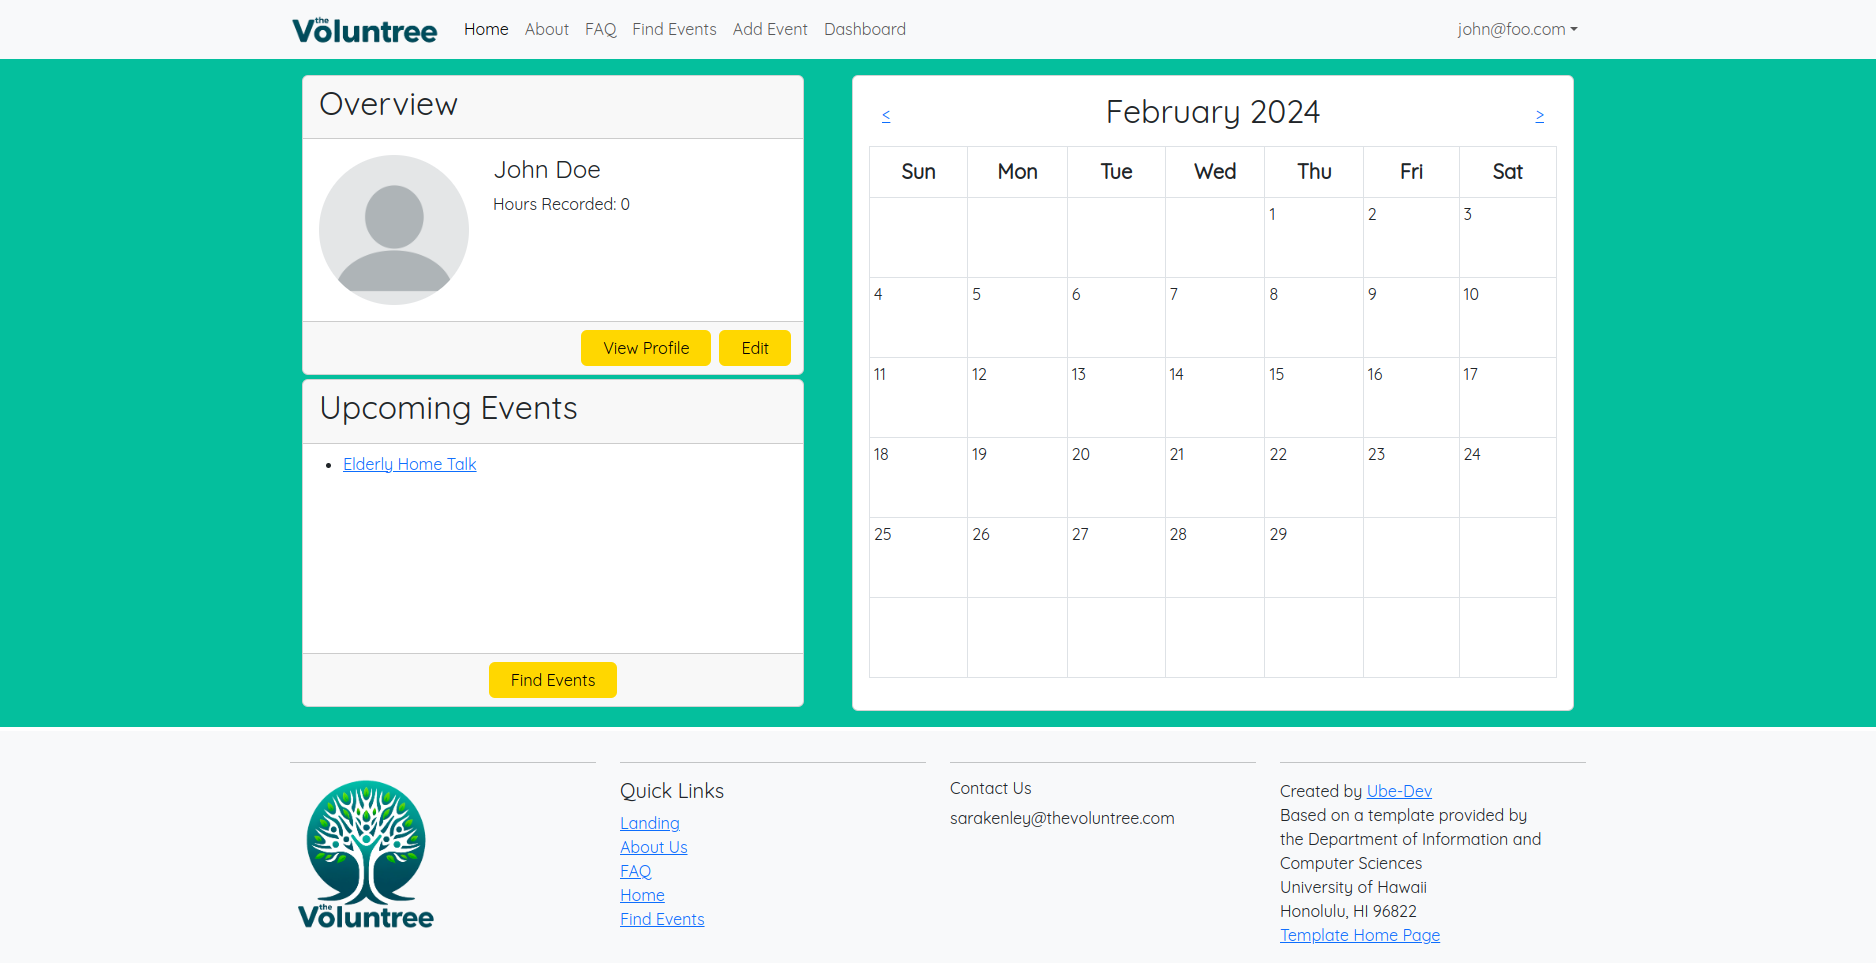 the Voluntree Home About FAQ Find Events Add Event Dashboard john@foo.com
Overview
John Doe
Hours Recorded: 0
View Profile Edit
Upcoming Events
Elderly Home Talk
Find Events
< February 2024 >
Sun Mon Tue Wed Thu Fri Sat
1 2 3
4 5 6 7 8 9 10
11 12 13 14 15 16 17
18 19 20 21 22 23 24
25 26 27 28 29
the Voluntree
Quick Links
Landing
About Us
FAQ
Home
Find Events
Contact Us
sarakenley@thevoluntree.com
Created by Ube-Dev
Based on a template provided by
the Department of Information and
Computer Sciences
University of Hawaii
Honolulu, HI 96822
Template Home Page